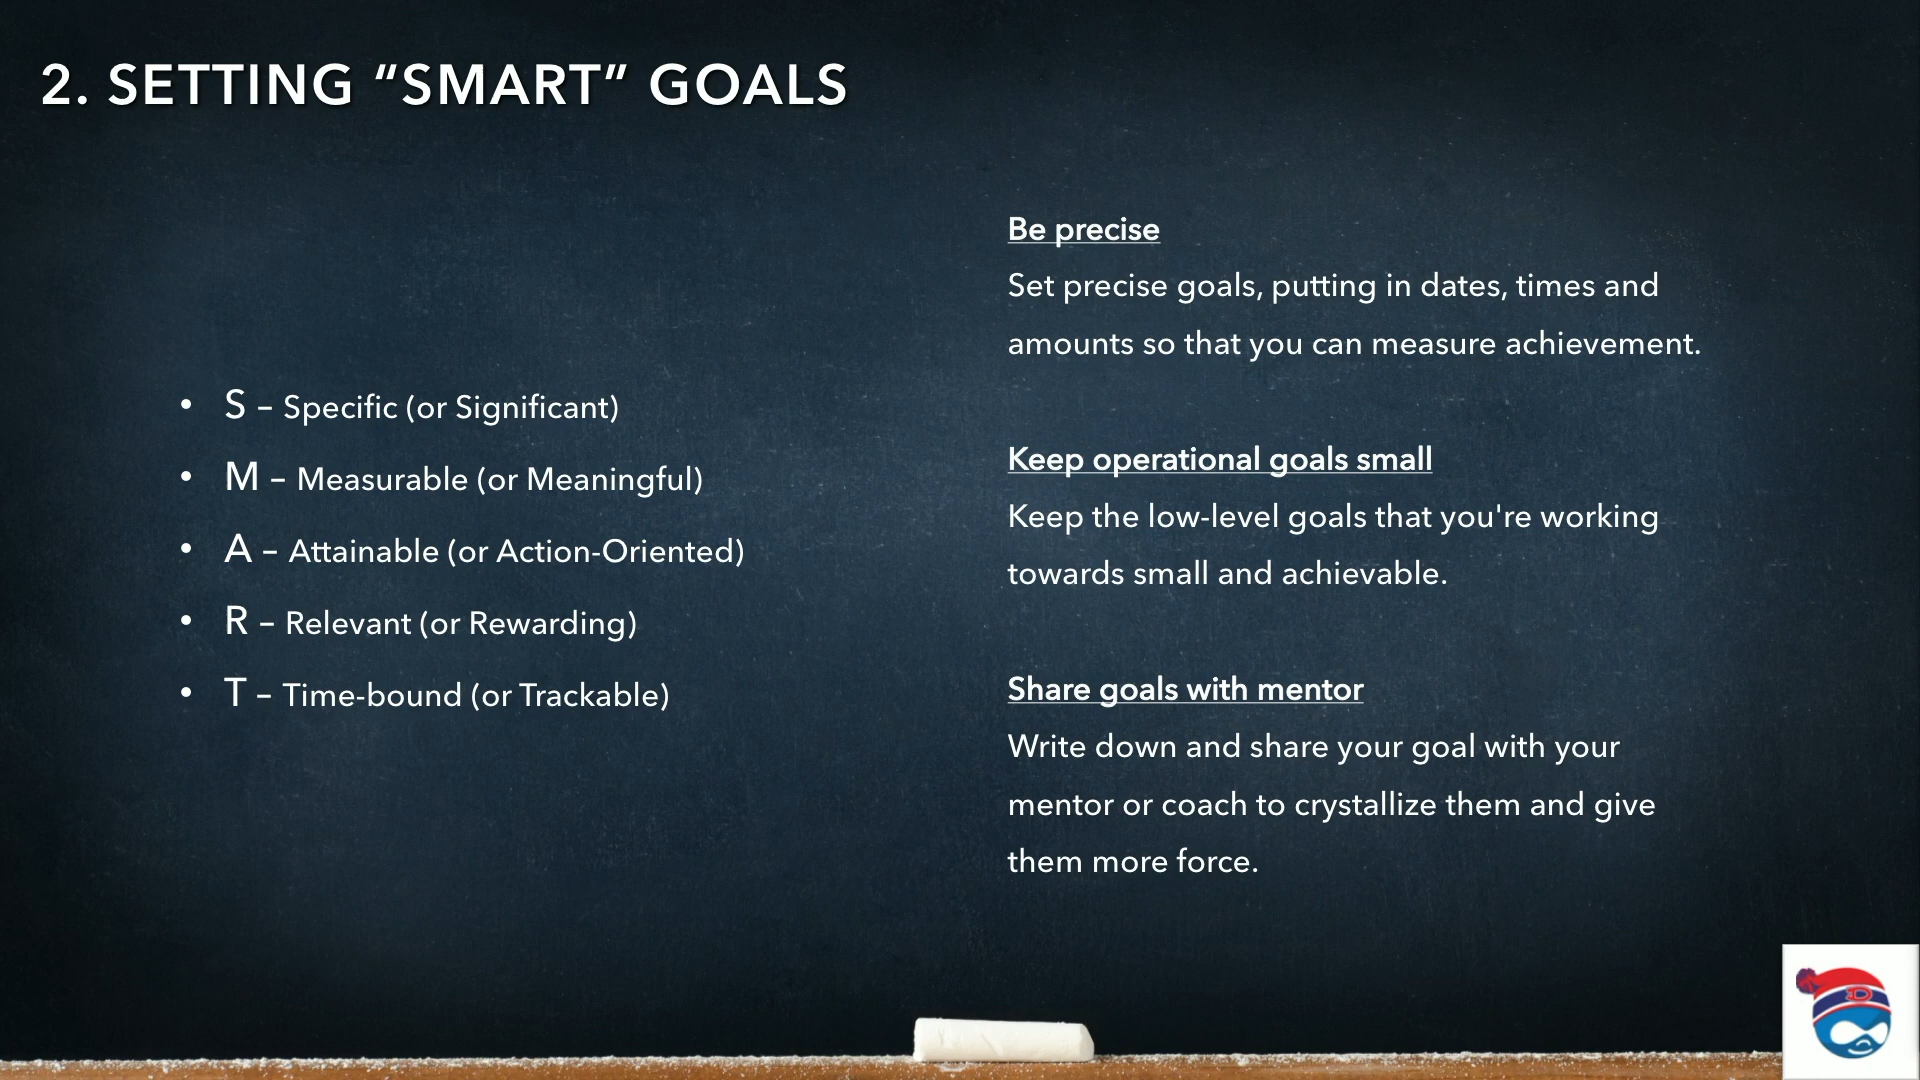 2. SETTING “SMART” GOALS
• S – Specific (or Significant)
• M – Measurable (or Meaningful)
• A – Attainable (or Action-Oriented)
• R – Relevant (or Rewarding)
• T – Time-bound (or Trackable)
Be precise
Set precise goals, putting in dates, times and
amounts so that you can measure achievement.
Keep operational goals small
Keep the low-level goals that you're working
towards small and achievable.
Share goals with mentor
Write down and share your goal with your
mentor or coach to crystallize them and give
them more force.